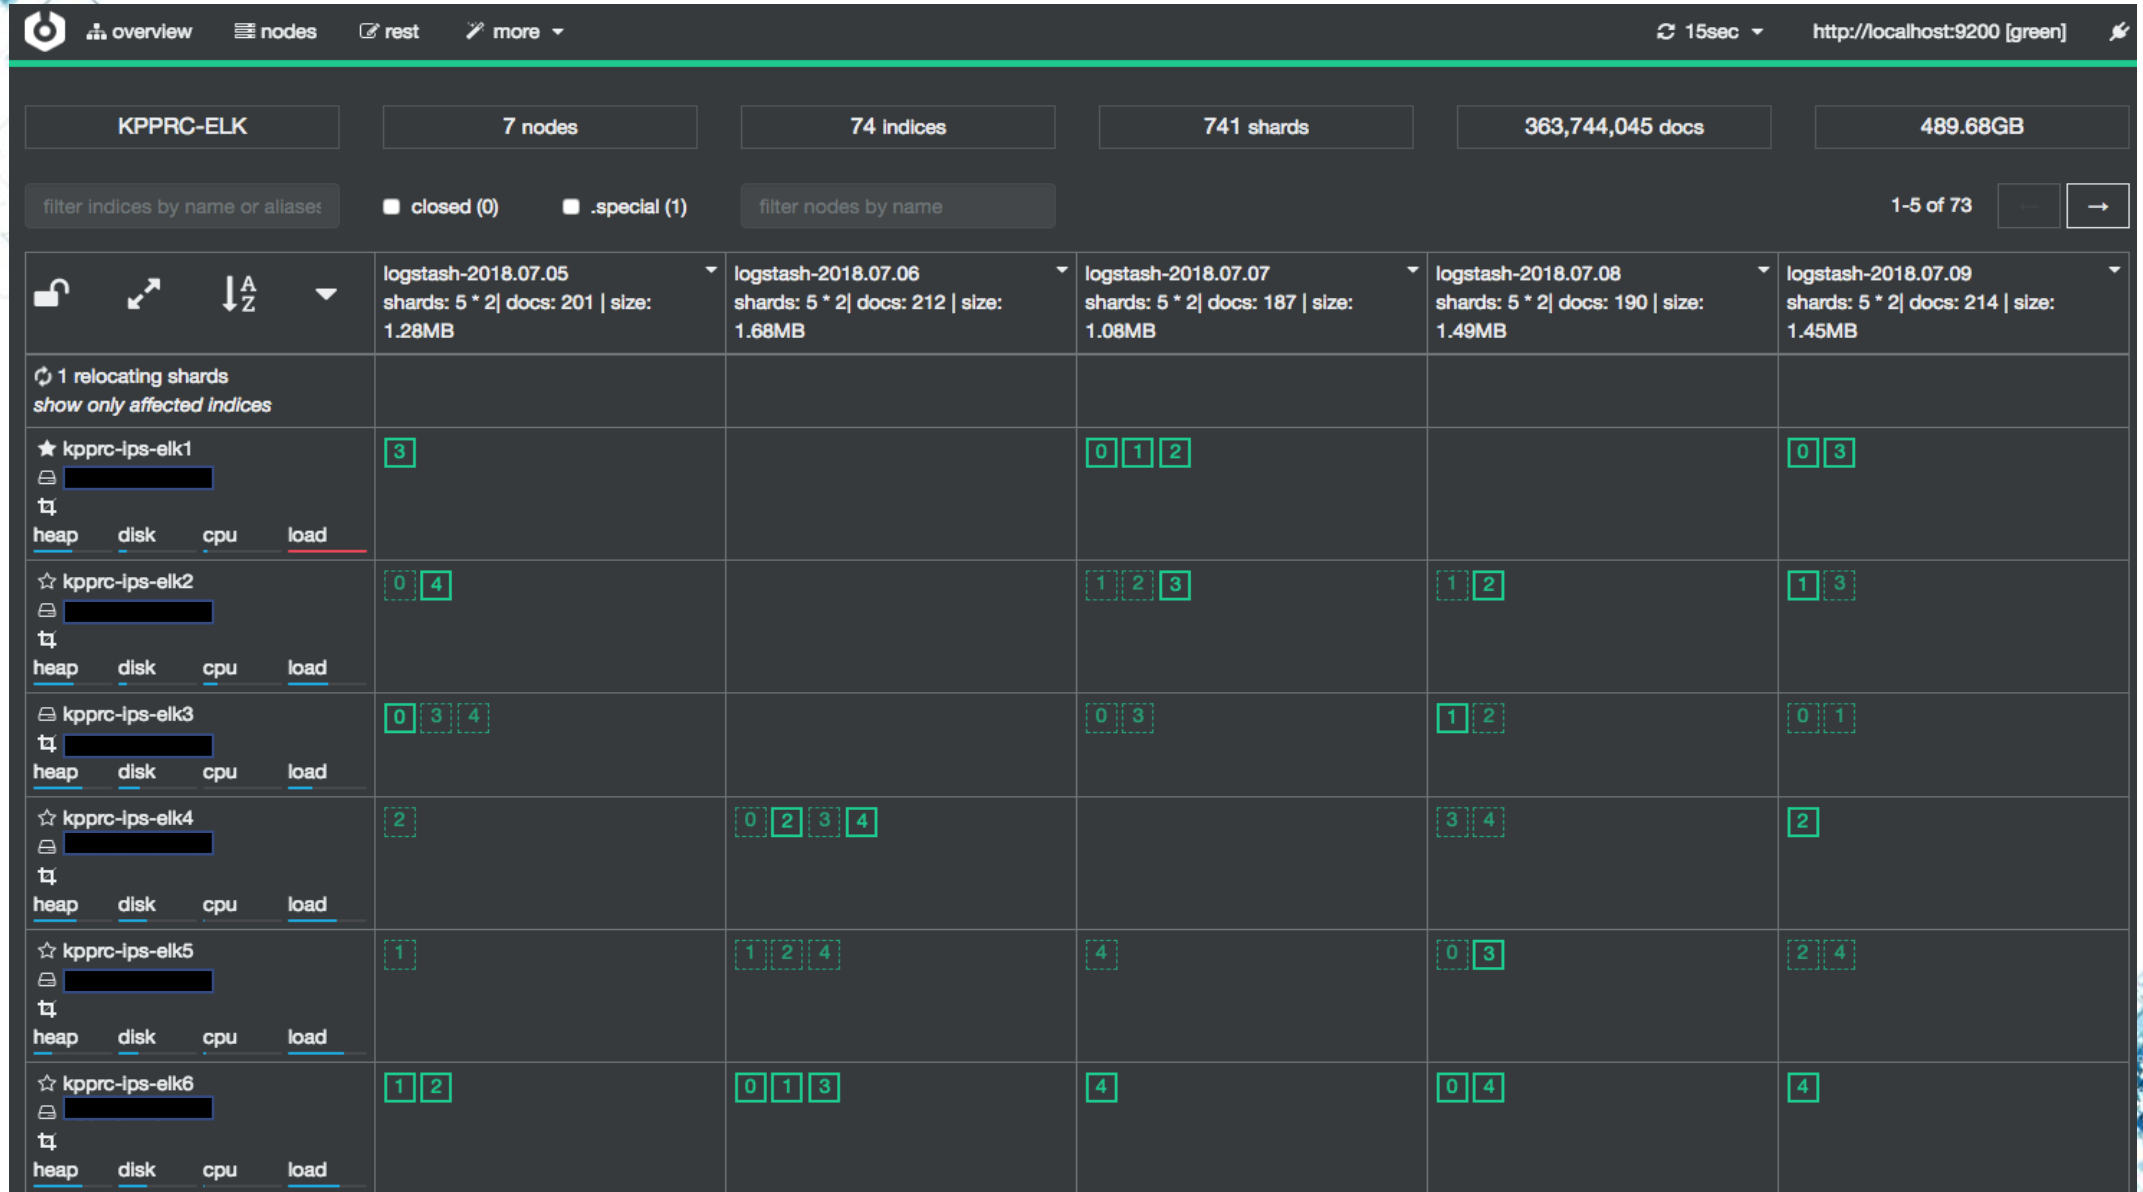 overview nodes rest more 15sec http://localhost:9200 [green]
KPPRC-ELK 7 nodes 74 indices 741 shards 363,744,045 docs 489.68GB
filter indices by name or aliases closed (0) .special (1) filter nodes by name 1-5 of 73 ← →
A
Z
logstash-2018.07.05
shards: 5 * 2| docs: 201 | size:
1.28MB
logstash-2018.07.06
shards: 5 * 2| docs: 212 | size:
1.68MB
logstash-2018.07.07
shards: 5 * 2| docs: 187 | size:
1.08MB
logstash-2018.07.08
shards: 5 * 2| docs: 190 | size:
1.49MB
logstash-2018.07.09
shards: 5 * 2| docs: 214 | size:
1.45MB
1 relocating shards
show only affected indices
kpprc-ips-elk1
heap disk cpu load
3
0 1 2
0 3
kpprc-ips-elk2
heap disk cpu load
0 4
1 2 3
1 2
1 3
kpprc-ips-elk3
heap disk cpu load
0 3 4
0 3
1 2
0 1
kpprc-ips-elk4
heap disk cpu load
2
0 2 3 4
3 4
2
kpprc-ips-elk5
heap disk cpu load
1
1 2 4
4
0 3
2 4
kpprc-ips-elk6
heap disk cpu load
1 2
0 1 3
4
0 4
4